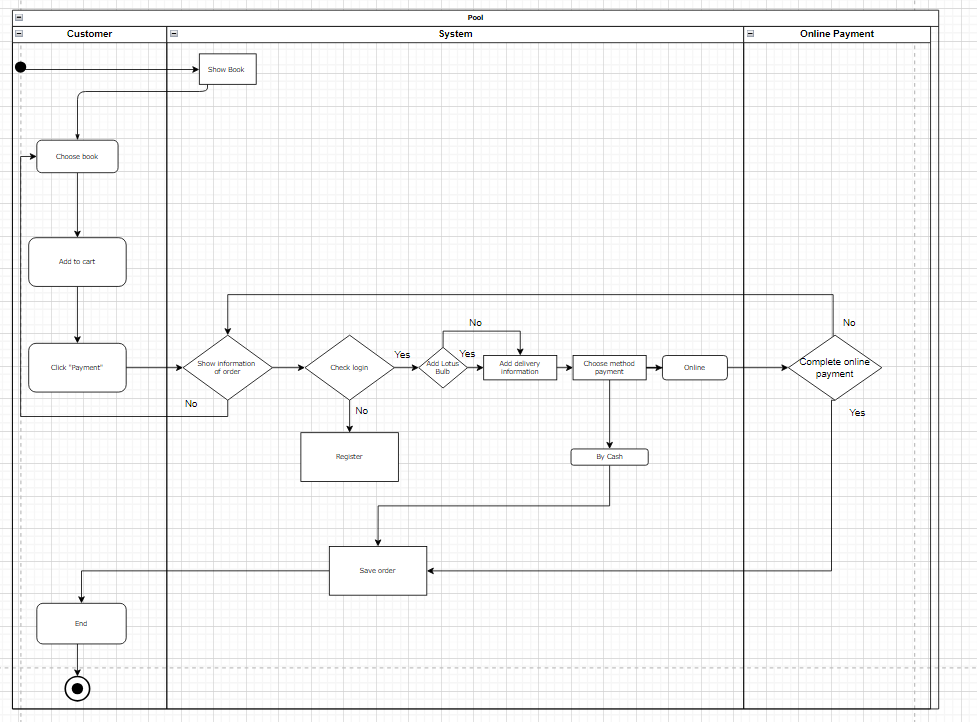 Pool
Customer
System
Online Payment
Show Book
Choose book
Add to cart
No
No
Click "Payment"
Show information
of order
Check login
Yes
Add Lotus
Bulb
Yes
Add delivery
information
Choose method
payment
Online
Complete online
payment
No
No
Yes
Register
By Cash
Save order
End